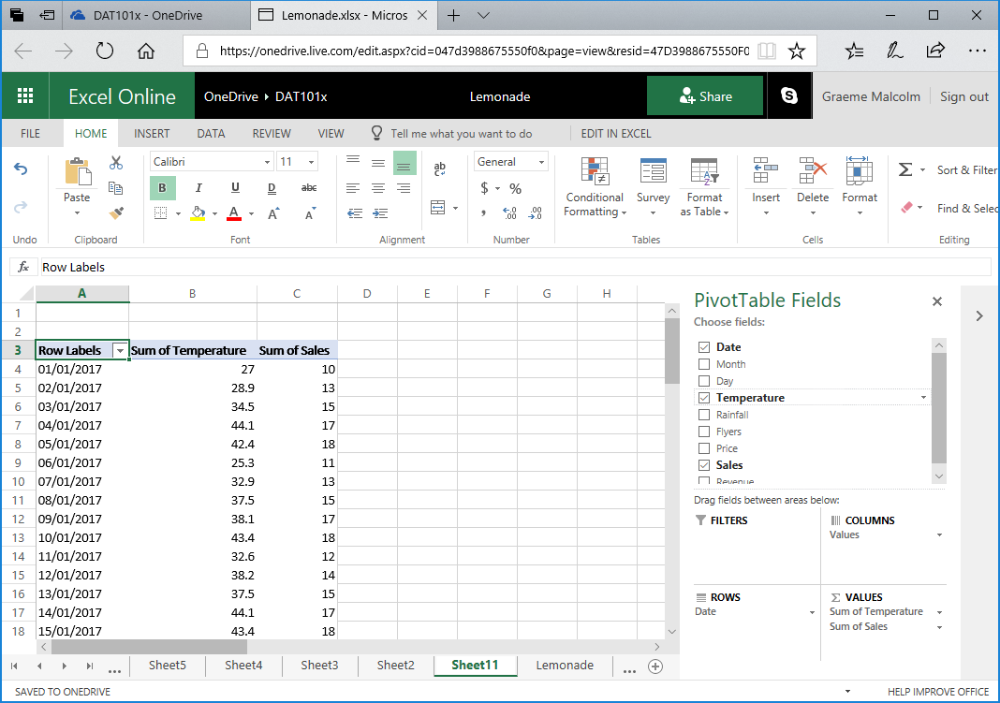 DAT101x - OneDrive
Lemonade.xlsx - Micros
https://onedrive.live.com/edit.aspx?cid=047d3988675550f0&page=view&resid=47D3988675550F0
Excel Online
OneDrive DAT101x
Lemonade
Share
Graeme Malcolm
Sign out
FILE HOME INSERT DATA REVIEW VIEW Tell me what you want to do EDIT IN EXCEL
Paste
Calibri 11
B I U D abc
A A A
ab
General
$ % ,
.0 .00
.00 .0
Conditional Formatting
Survey
Format as Table
Insert
Delete
Format
Σ Sort & Filter
Find & Selec
Undo Clipboard Font Alignment Number Tables Cells Editing
fx Row Labels
A B C D E F G H
1
2
3 Row Labels Sum of Temperature Sum of Sales
4 01/01/2017 27 10
5 02/01/2017 28.9 13
6 03/01/2017 34.5 15
7 04/01/2017 44.1 17
8 05/01/2017 42.4 18
9 06/01/2017 25.3 11
10 07/01/2017 32.9 13
11 08/01/2017 37.5 15
12 09/01/2017 38.1 17
13 10/01/2017 43.4 18
14 11/01/2017 32.6 12
15 12/01/2017 38.2 14
16 13/01/2017 37.5 15
17 14/01/2017 44.1 17
18 15/01/2017 43.4 18
PivotTable Fields
Choose fields:
Date
Month
Day
Temperature
Rainfall
Flyers
Price
Sales
Revenue
Drag fields between areas below:
FILTERS
COLUMNS
Values
ROWS
Date
Σ VALUES
Sum of Temperature
Sum of Sales
... Sheet5 Sheet4 Sheet3 Sheet2 Sheet11 Lemonade ...
SAVED TO ONEDRIVE
HELP IMPROVE OFFICE